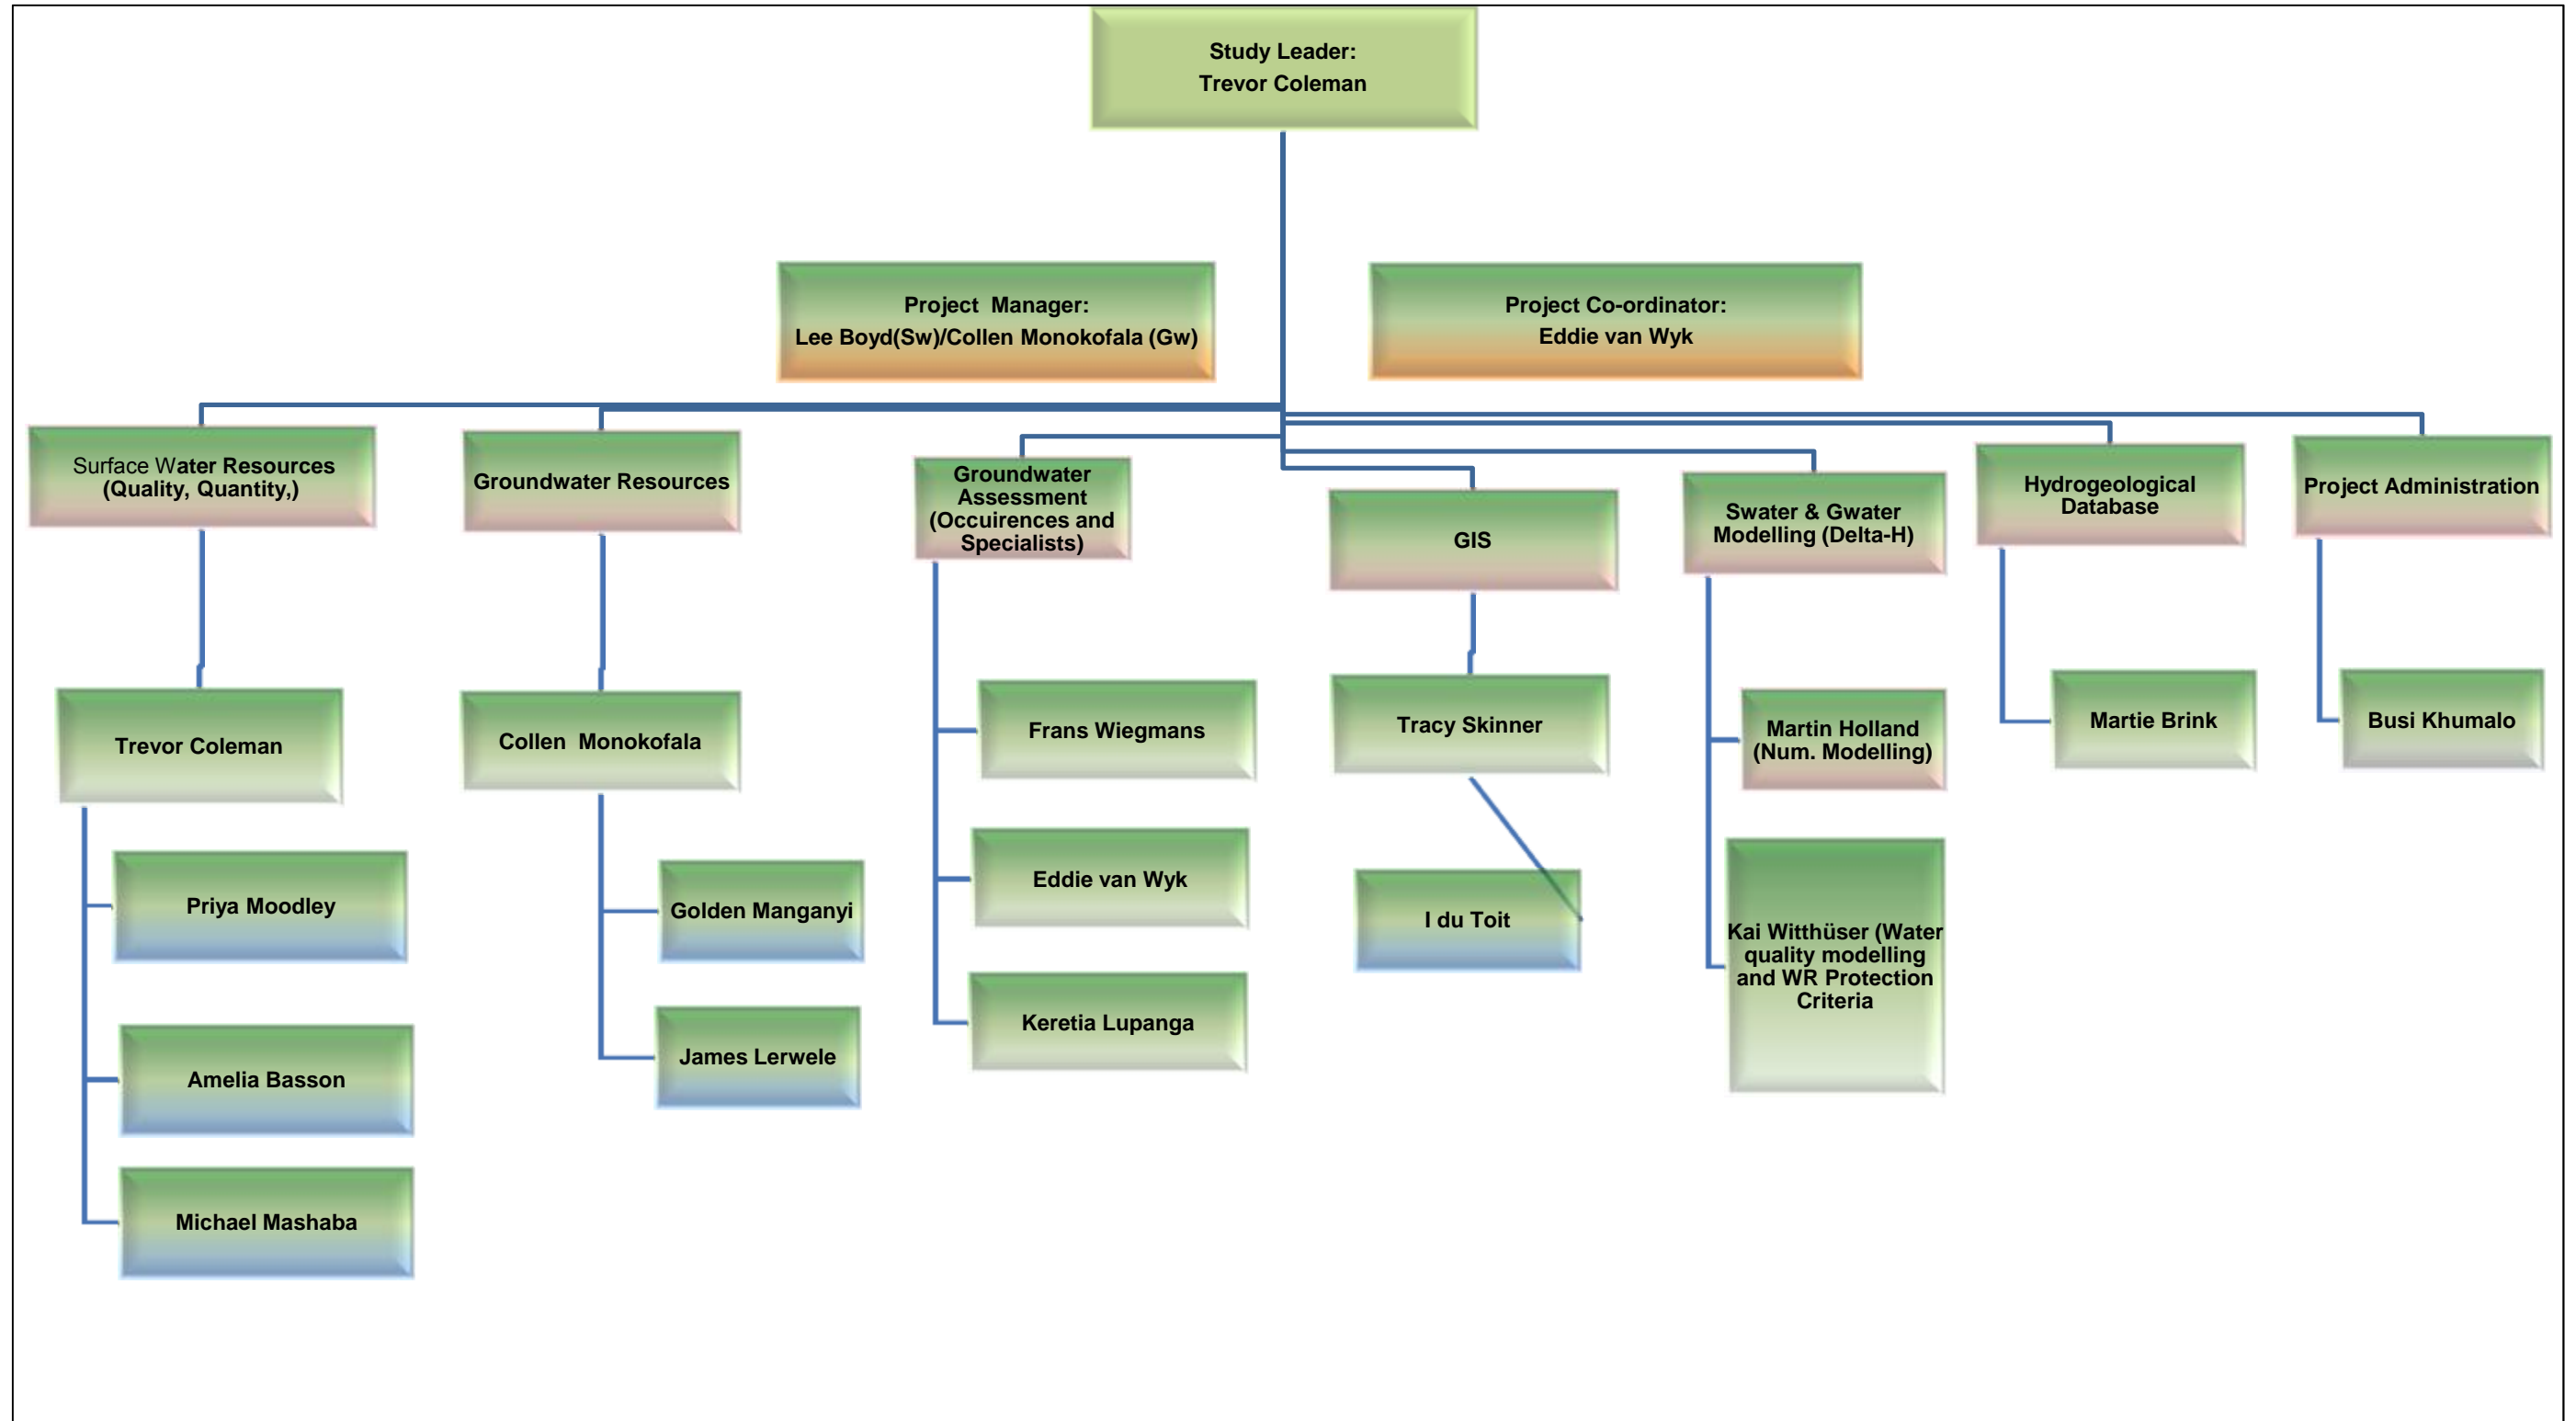 Study Leader:
Trevor Coleman
Project Manager:
Lee Boyd(Sw)/Collen Monokofala (Gw)
Project Co-ordinator:
Eddie van Wyk
Surface Water Resources
(Quality, Quantity,)
Groundwater Resources
Groundwater
Assessment
(Occuirences and
Specialists)
GIS
Swater & Gwater
Modelling (Delta-H)
Hydrogeological
Database
Project Administration
Trevor Coleman
Collen Monokofala
Frans Wiegmans
Tracy Skinner
Martin Holland
(Num. Modelling)
Martie Brink
Busi Khumalo
Priya Moodley
Golden Manganyi
Eddie van Wyk
I du Toit
Kai Witthüser (Water
quality modelling
and WR Protection
Criteria
Amelia Basson
James Lerwele
Keretia Lupanga
Michael Mashaba